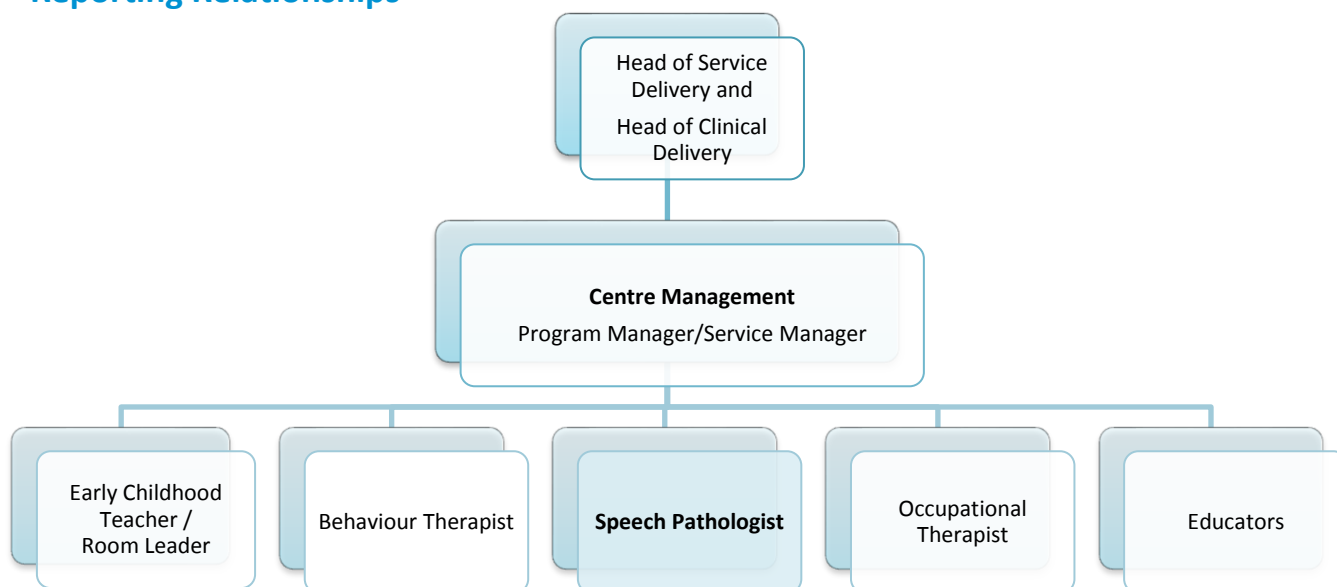 Reporting Relationships
Head of Service
Delivery and
Head of Clinical
Delivery
Centre Management
Program Manager/Service Manager
Early Childhood
Teacher /
Room Leader
Behaviour Therapist
Speech Pathologist
Occupational
Therapist
Educators